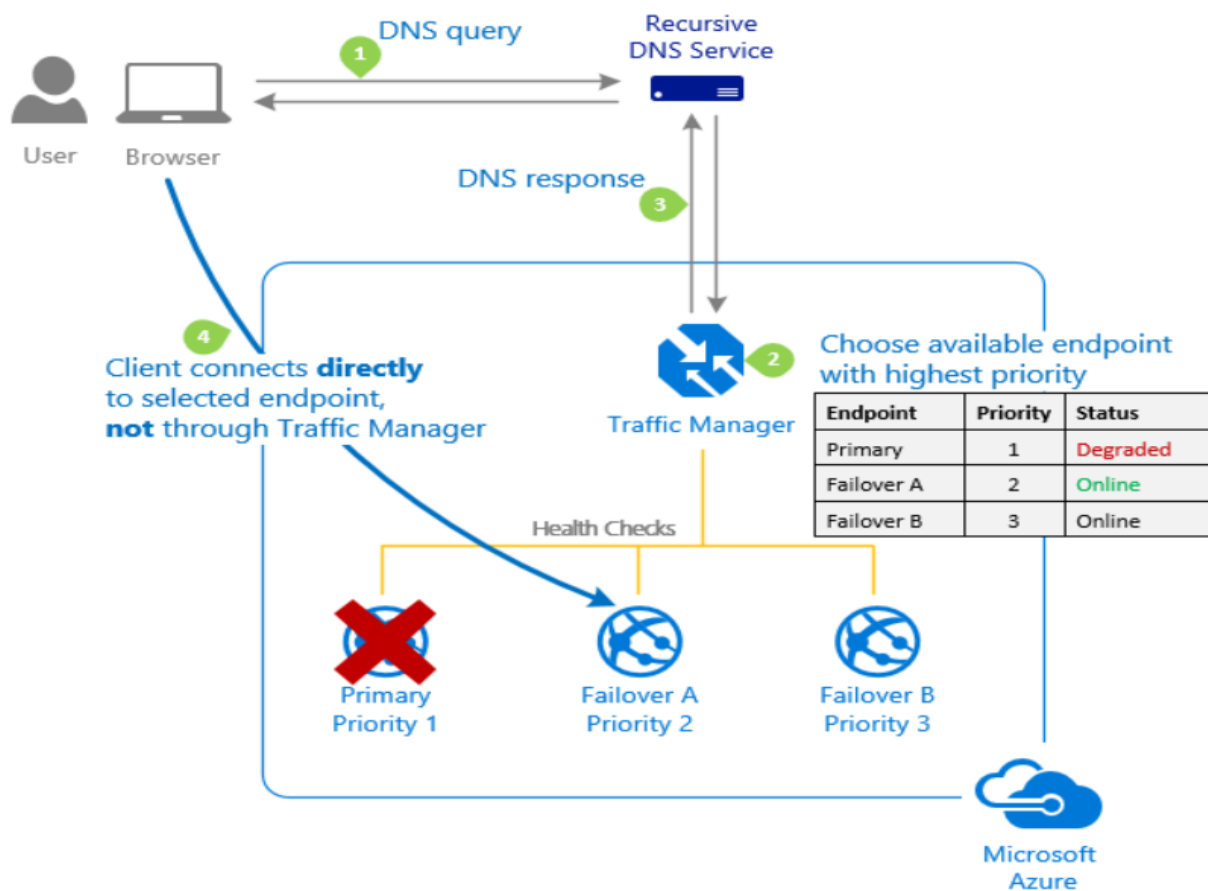 DNS query
1
Recursive
DNS Service
User
Browser
DNS response
3
4
Client connects directly
to selected endpoint,
not through Traffic Manager
2
Traffic Manager
Choose available endpoint
with highest priority
Endpoint Priority Status
Primary 1 Degraded
Failover A 2 Online
Failover B 3 Online
Health Checks
Primary
Priority 1
Failover A
Priority 2
Failover B
Priority 3
Microsoft
Azure